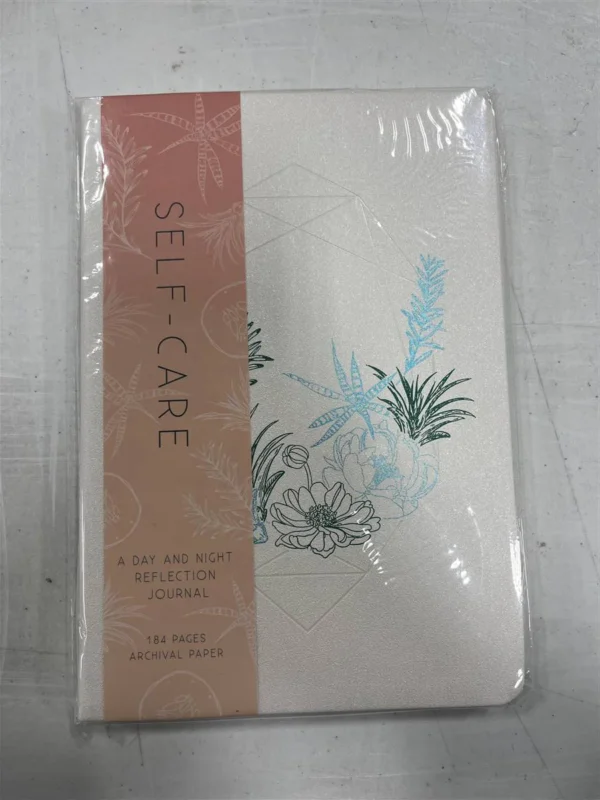 SELF-CARE
A DAY AND NIGHT
REFLECTION
JOURNAL
184 PAGES
ARCHIVAL PAPER